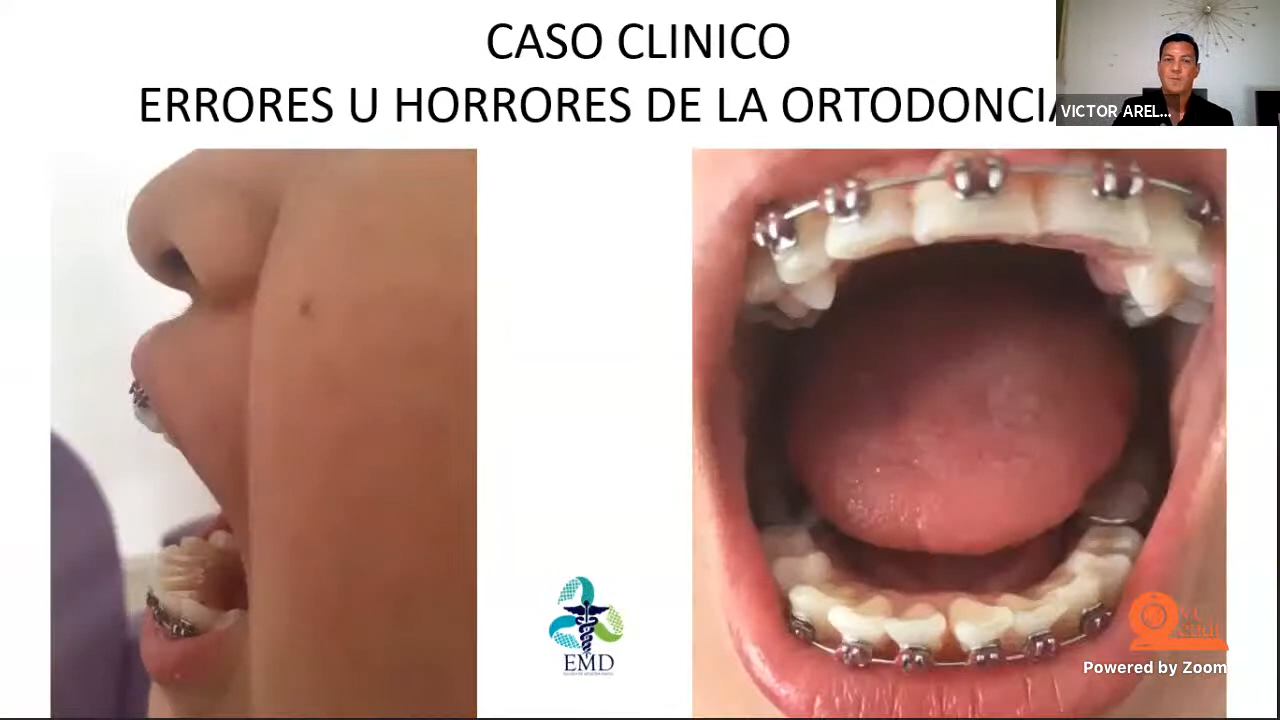 CASO CLINICO
ERRORES U HORRORES DE LA ORTODONCIA
VICTOR AREL...
EMD
Powered by Zoom